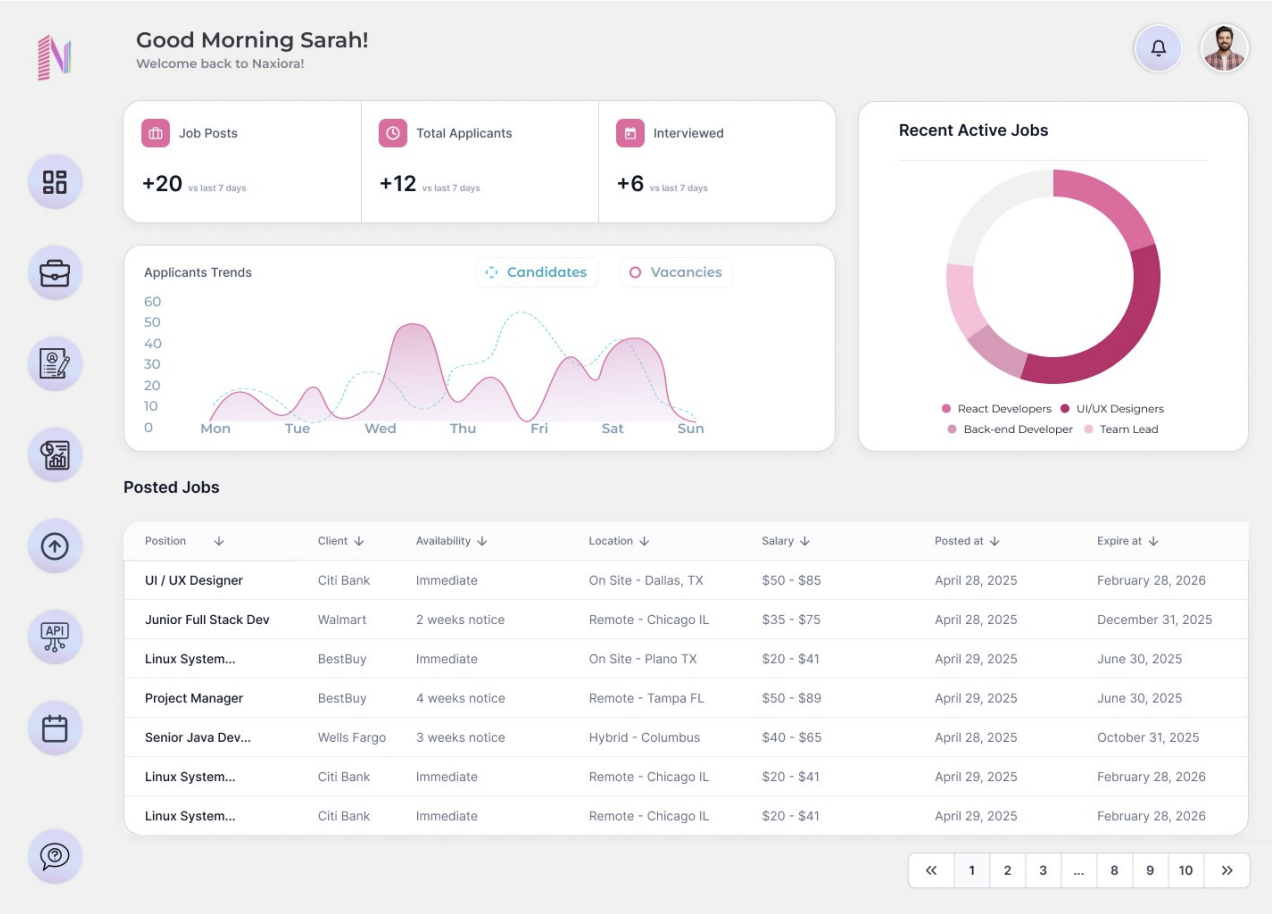 Good Morning Sarah!
Welcome back to Naxiora!
Job Posts
+20 vs last 7 days
Total Applicants
+12 vs last 7 days
Interviewed
+6 vs last 7 days
Recent Active Jobs
React Developers UI/UX Designers
Back-end Developer Team Lead
Applicants Trends
Candidates Vacancies
60
50
40
30
20
10
0
Mon Tue Wed Thu Fri Sat Sun
API
Posted Jobs
Position Client Availability Location Salary Posted at Expire at
UI / UX Designer Citi Bank Immediate On Site - Dallas, TX $50 - $85 April 28, 2025 February 28, 2026
Junior Full Stack Dev Walmart 2 weeks notice Remote - Chicago IL $35 - $75 April 28, 2025 December 31, 2025
Linux System... BestBuy Immediate On Site - Plano TX $20 - $41 April 29, 2025 June 30, 2025
Project Manager BestBuy 4 weeks notice Remote - Tampa FL $50 - $89 April 29, 2025 June 30, 2025
Senior Java Dev... Wells Fargo 3 weeks notice Hybrid - Columbus $40 - $65 April 28, 2025 October 31, 2025
Linux System... Citi Bank Immediate Remote - Chicago IL $20 - $41 April 29, 2025 February 28, 2026
Linux System... Citi Bank Immediate Remote - Chicago IL $20 - $41 April 29, 2025 February 28, 2026
« 1 2 3 ... 8 9 10 »